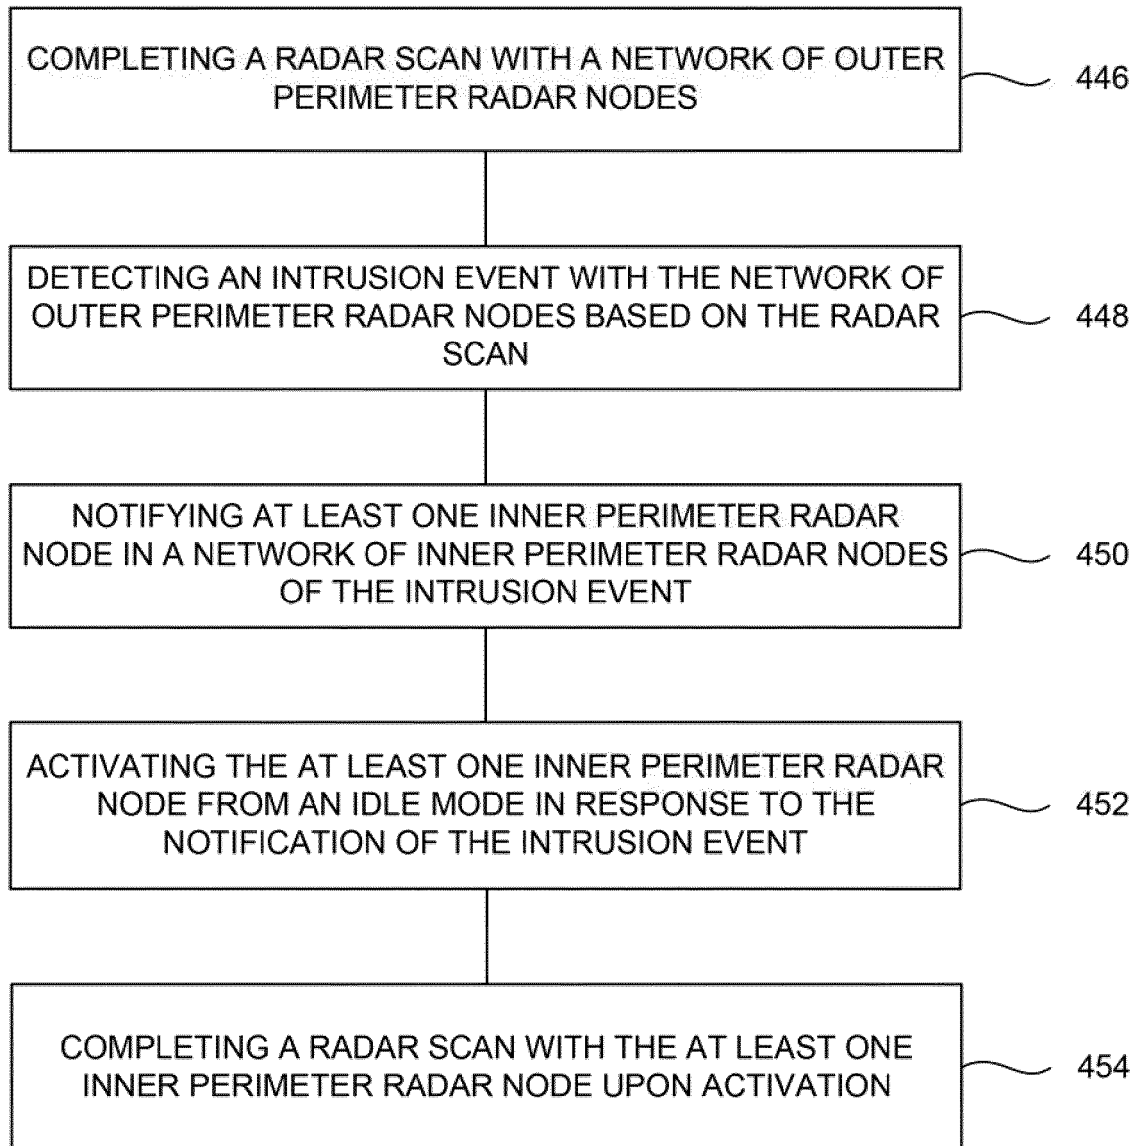 COMPLETING A RADAR SCAN WITH A NETWORK OF OUTER
PERIMETER RADAR NODES
446
DETECTING AN INTRUSION EVENT WITH THE NETWORK OF
OUTER PERIMETER RADAR NODES BASED ON THE RADAR
SCAN
448
NOTIFYING AT LEAST ONE INNER PERIMETER RADAR
NODE IN A NETWORK OF INNER PERIMETER RADAR NODES
OF THE INTRUSION EVENT
450
ACTIVATING THE AT LEAST ONE INNER PERIMETER RADAR
NODE FROM AN IDLE MODE IN RESPONSE TO THE
NOTIFICATION OF THE INTRUSION EVENT
452
COMPLETING A RADAR SCAN WITH THE AT LEAST ONE
INNER PERIMETER RADAR NODE UPON ACTIVATION
454